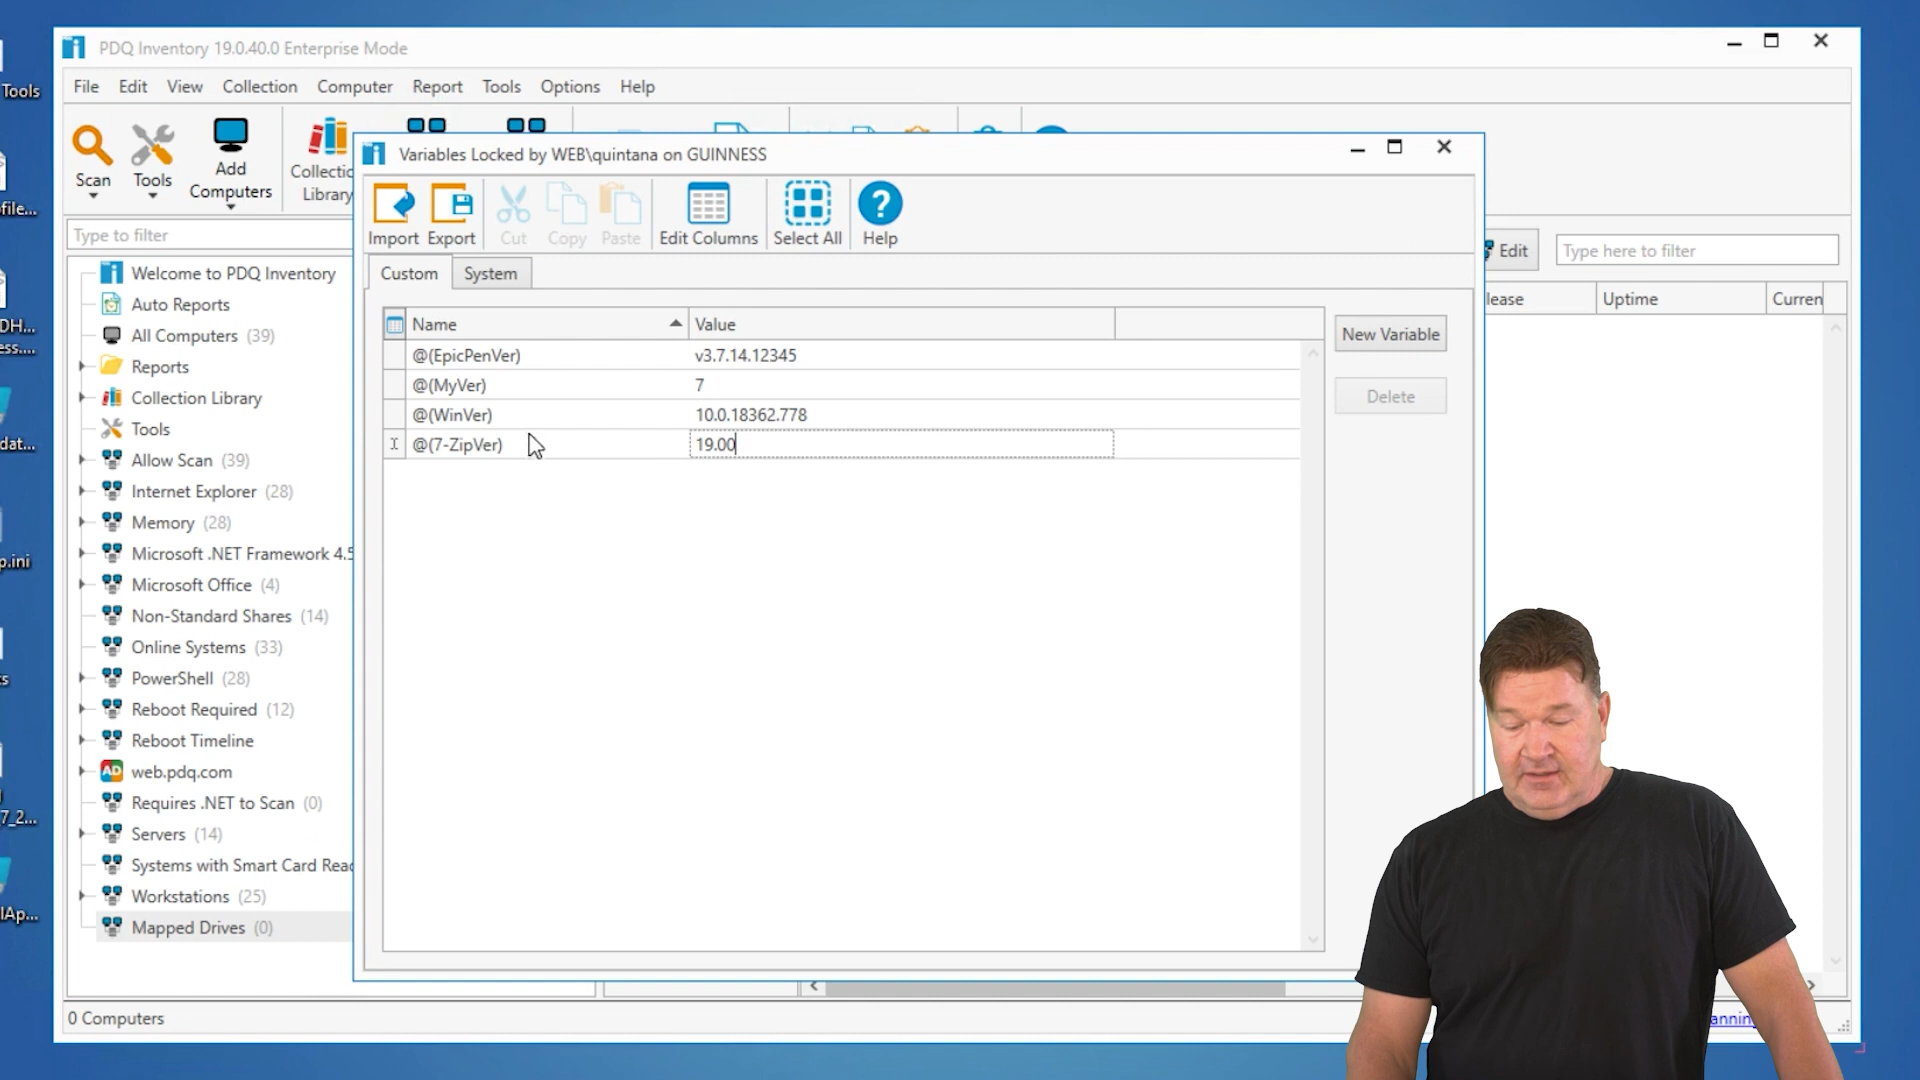 Tools
ofile...
DH...
ess....
dat...
p.ini
ts
7_2...
lAp...
PDQ Inventory 19.0.40.0 Enterprise Mode
File Edit View Collection Computer Report Tools Options Help
Scan
Tools
Add
Computers
Collectic
Library
Type to filter
Welcome to PDQ Inventory
Auto Reports
All Computers (39)
Reports
Collection Library
Tools
Allow Scan (39)
Internet Explorer (28)
Memory (28)
Microsoft .NET Framework 4.5
Microsoft Office (4)
Non-Standard Shares (14)
Online Systems (33)
PowerShell (28)
Reboot Required (12)
Reboot Timeline
AD web.pdq.com
Requires .NET to Scan (0)
Servers (14)
Systems with Smart Card Reac
Workstations (25)
Mapped Drives (0)
0 Computers
Variables Locked by WEB\quintana on GUINNESS
Import Export Cut Copy Paste Edit Columns Select All Help
Custom System
Name Value
@(EpicPenVer) v3.7.14.12345
@(MyVer) 7
@(WinVer) 10.0.18362.778
@(7-ZipVer) 19.00
New Variable
Delete
Edit Type here to filter
lease Uptime Curren
anning